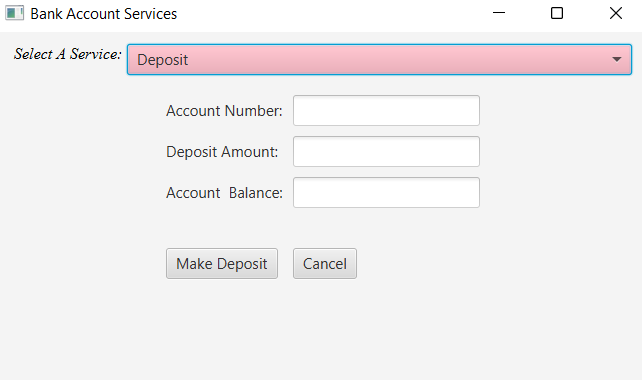 Bank Account Services
Select A Service: Deposit
Account Number:
Deposit Amount:
Account  Balance:
Make Deposit Cancel